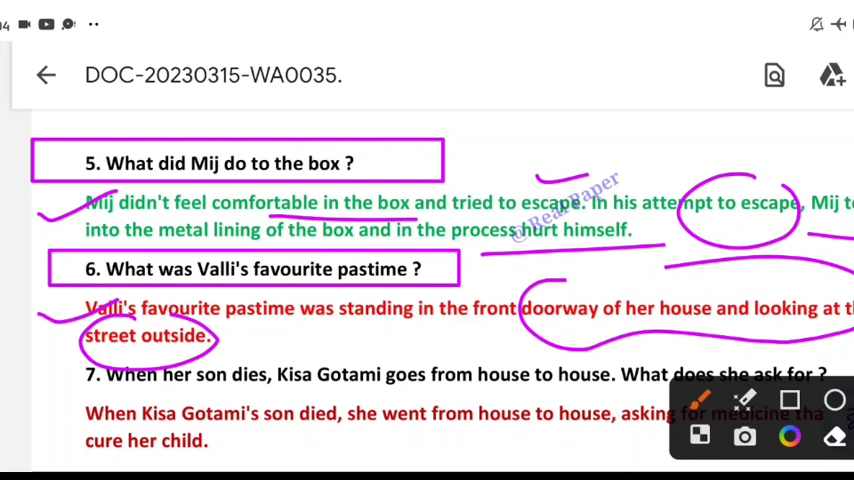 04
DOC-20230315-WA0035.
5. What did Mij do to the box ?
Mij didn't feel comfortable in the box and tried to escape. In his attempt to escape, Mij
into the metal lining of the box and in the process hurt himself.
@RearPaper
6. What was Valli's favourite pastime ?
Valli's favourite pastime was standing in the front doorway of her house and looking at
street outside.
7. When her son dies, Kisa Gotami goes from house to house. What does she ask for ?
When Kisa Gotami's son died, she went from house to house, asking for medicine
cure her child.